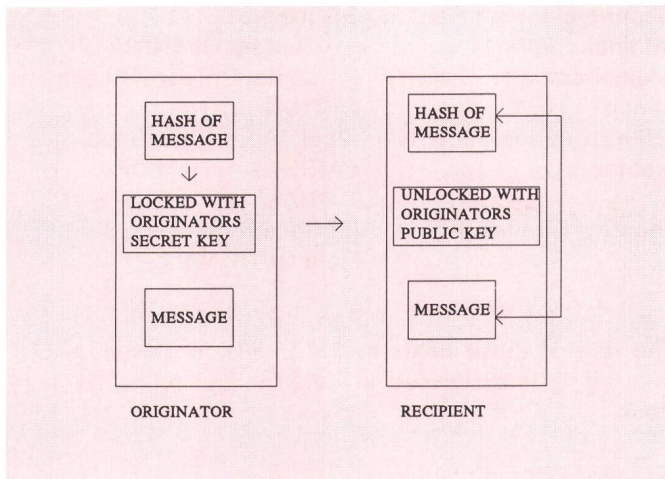 HASH OF
MESSAGE
LOCKED WITH
ORIGINATORS
SECRET KEY
MESSAGE
ORIGINATOR
HASH OF
MESSAGE
UNLOCKED WITH
ORIGINATORS
PUBLIC KEY
MESSAGE
RECIPIENT